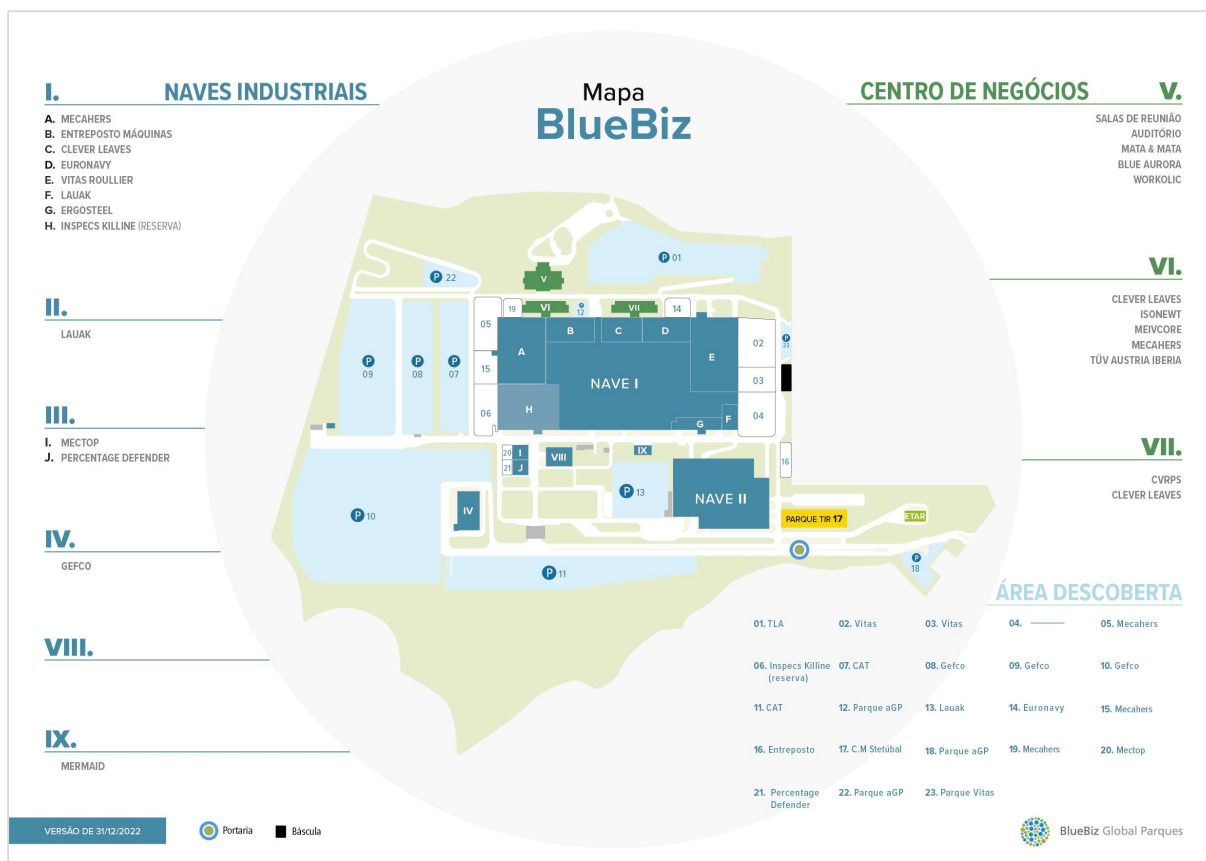 Mapa
BlueBiz
I. NAVES INDUSTRIAIS
A. MECAHERS
B. ENTREPOSTO MÁQUINAS
C. CLEVER LEAVES
D. EURONAVY
E. VITAS ROULLIER
F. LAUAK
G. ERGOSTEEL
H. INSPECS KILLINE (RESERVA)
II.
LAUAK
III.
I. MECTOP
J. PERCENTAGE DEFENDER
IV.
GEFCO
VIII.
IX.
MERMAID
CENTRO DE NEGÓCIOS V.
SALAS DE REUNIÃO
AUDITÓRIO
MATA & MATA
BLUE AURORA
WORKOLIC
VI.
CLEVER LEAVES
ISONEWT
MEIVCORE
MECAHERS
TÜV AUSTRIA IBERIA
VII.
CVRPS
CLEVER LEAVES
P 01
P 22
V
19
VI
P
12
VII
14
05
B
C
D
02
P
23
A
E
P
09
P
08
P
07
15
NAVE I
03
06
H
G
F
04
20
I
21
J
VIII
IX
16
P 13
NAVE II
P 10
IV
PARQUE TIR 17
ETAR
P 11
P
18
ÁREA DESCOBERTA
01. TLA
02. Vitas
03. Vitas
04.
05. Mecahers
06. Inspecs Killine
(reserva)
07. CAT
08. Gefco
09. Gefco
10. Gefco
11. CAT
12. Parque aGP
13. Lauak
14. Euronavy
15. Mecahers
16. Entreposto
17. C.M Stetúbal
18. Parque aGP
19. Mecahers
20. Mectop
21. Percentage
Defender
22. Parque aGP
23. Parque Vitas
VERSÃO DE 31/12/2022
Portaria
Báscula
BlueBiz Global Parques